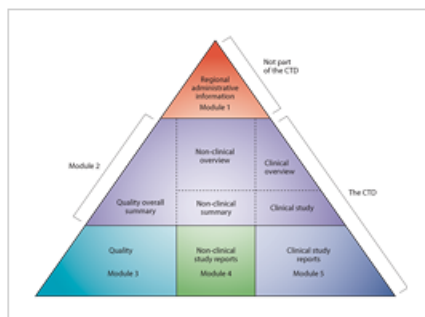 Regional
administrative
information
Module 1
Not part
of the CTD
Module 2
Non-clinical
overview
Clinical
overview
Quality overall
summary
Non-clinical
summary
Clinical study
The CTD
Quality
Module 3
Non-clinical
study reports
Module 4
Clinical study
reports
Module 5